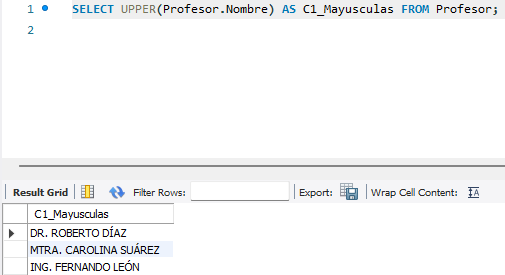 1 SELECT UPPER(Profesor.Nombre) AS C1_Mayusculas FROM Profesor;
2
Result Grid Filter Rows: Export: Wrap Cell Content: IA
C1_Mayusculas
DR. ROBERTO DÍAZ
MTRA. CAROLINA SUÁREZ
ING. FERNANDO LEÓN